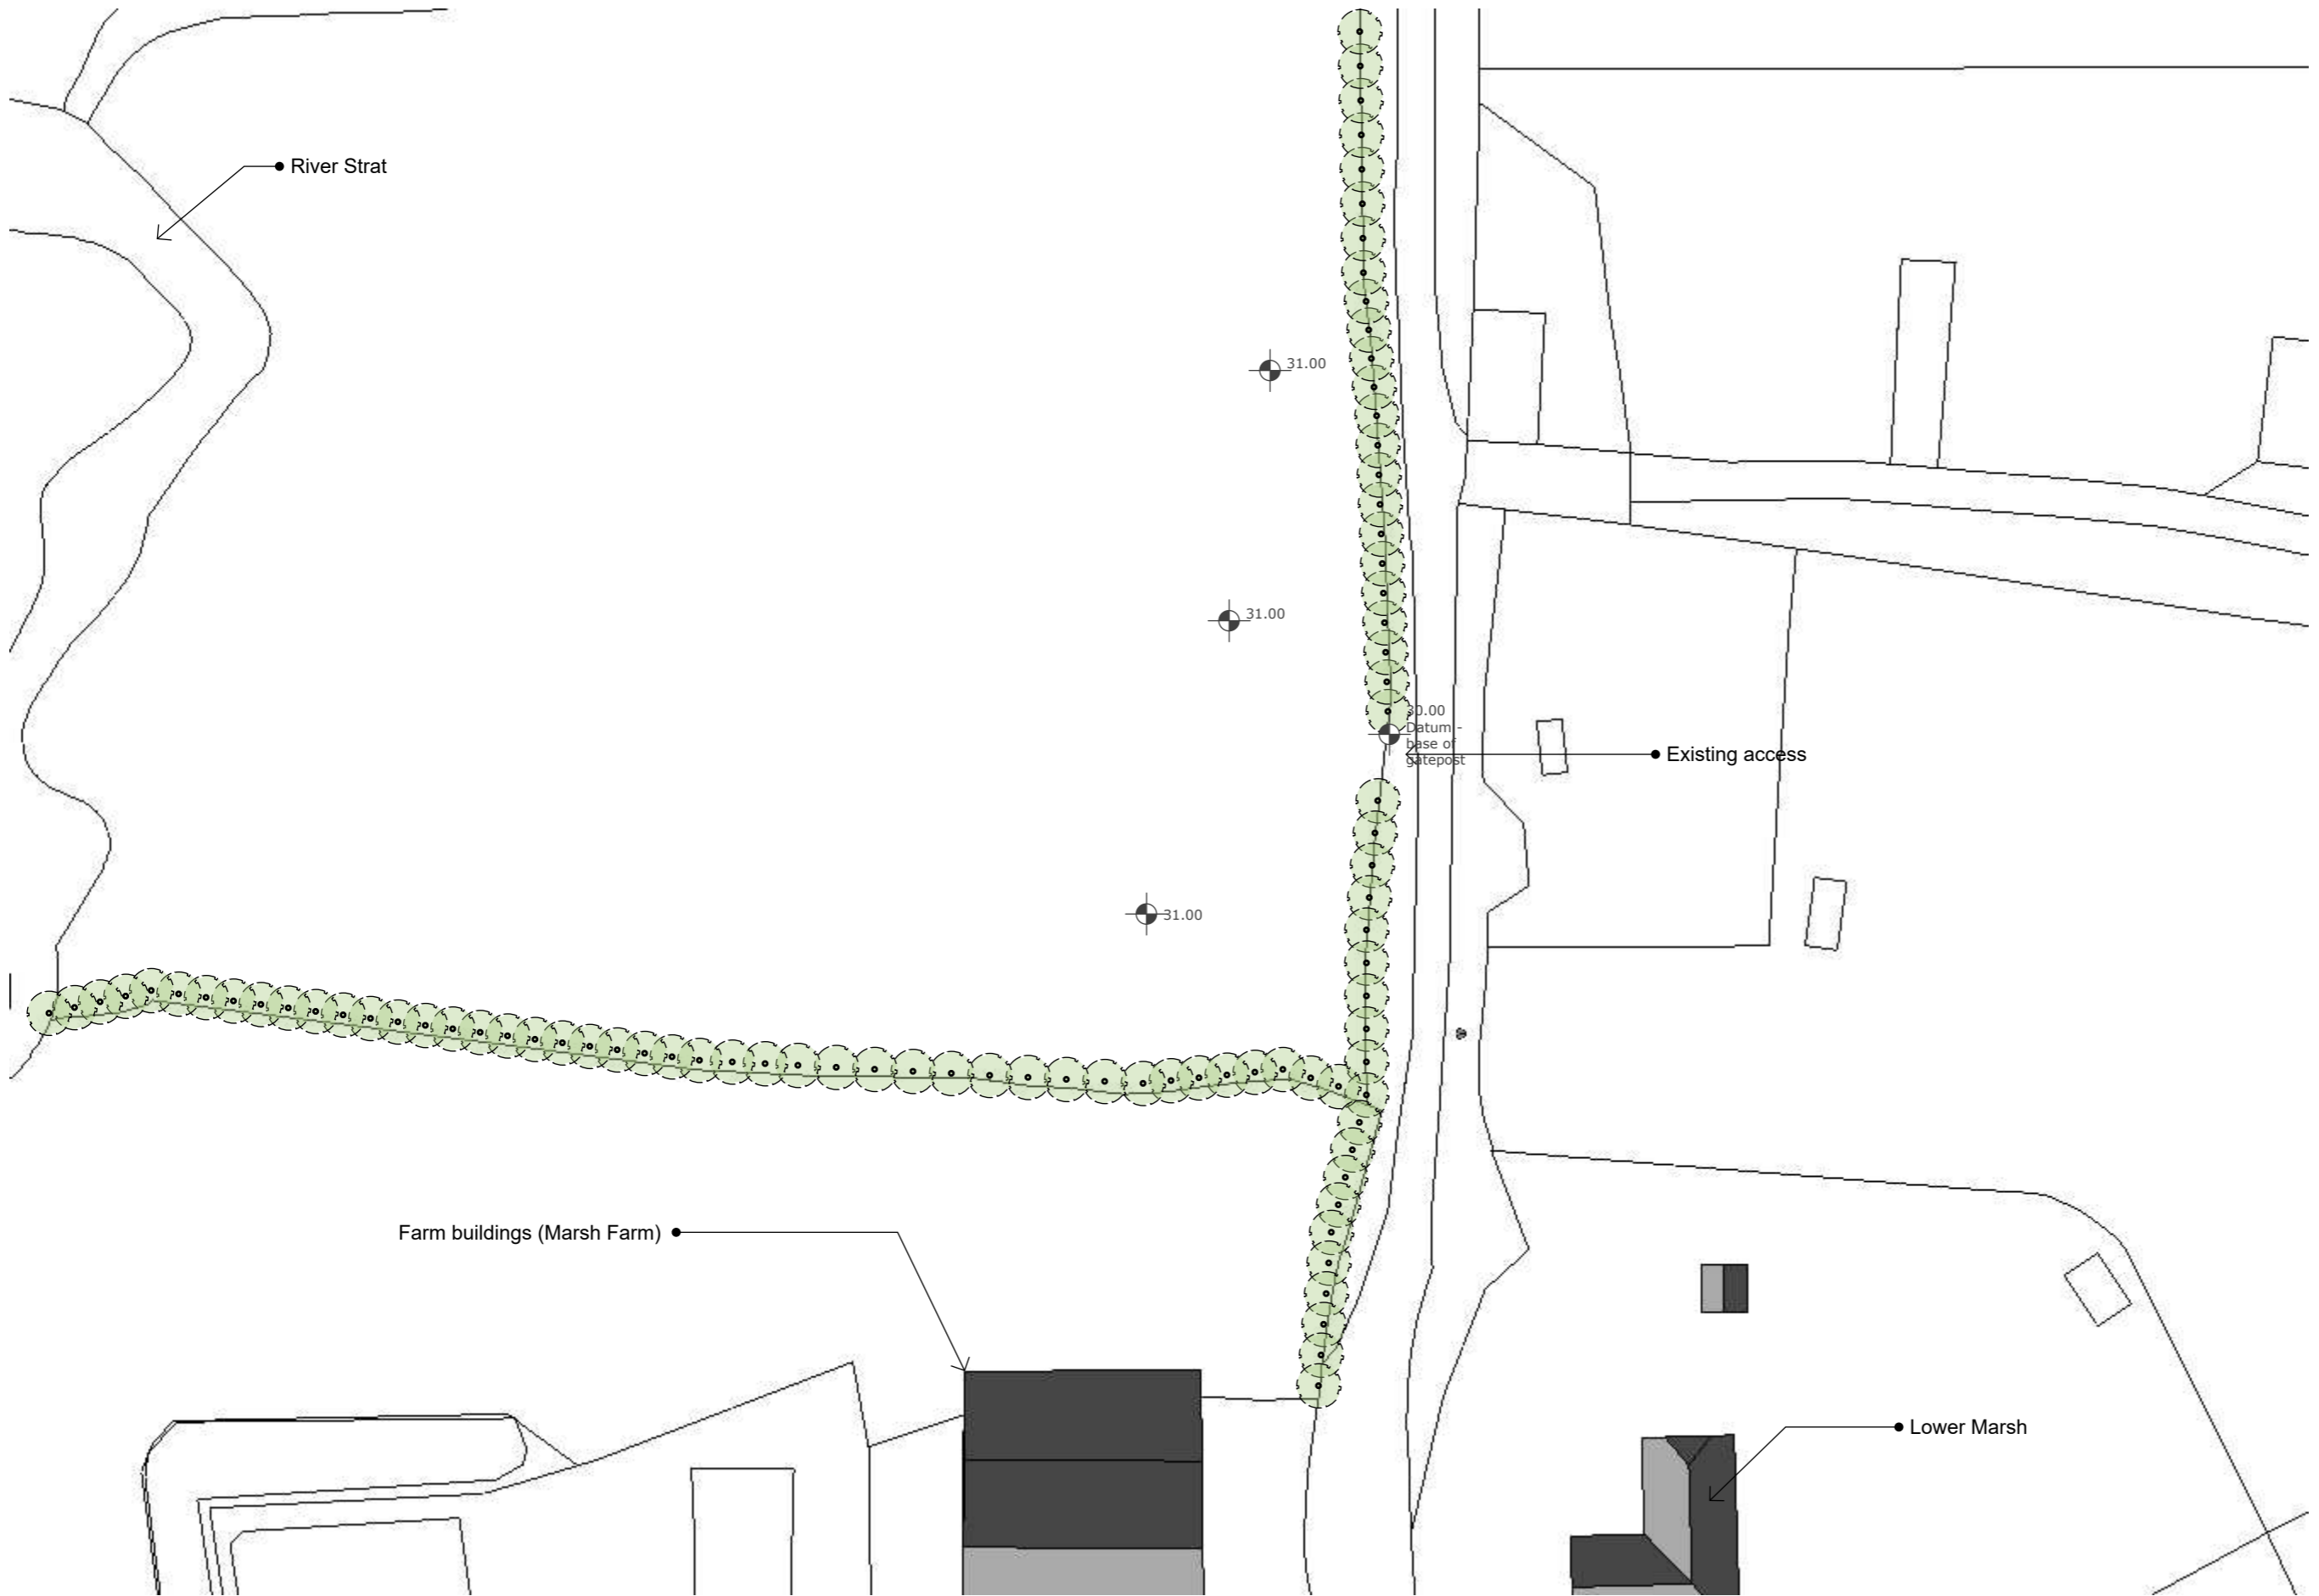 River Strat
31.00
31.00
30.00
Datum -
base of
gatepost
Existing access
31.00
Farm buildings (Marsh Farm)
Lower Marsh